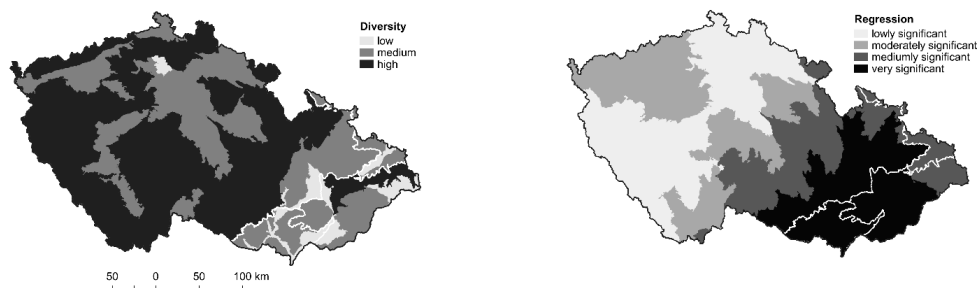 Diversity
low
medium
high
50 0 50 100 km
Regression
lowly significant
moderately significant
mediumly significant
very significant